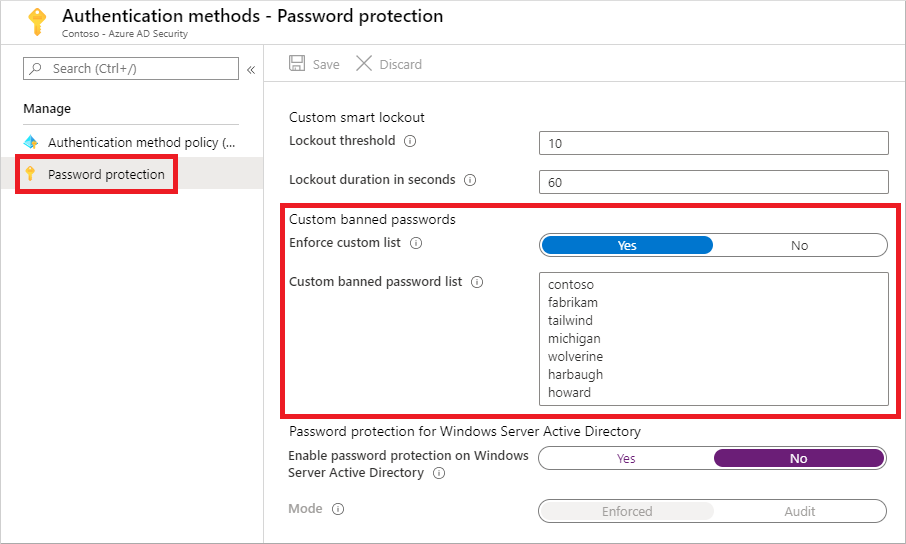 Authentication methods - Password protection
Contoso - Azure AD Security
Search (Ctrl+/)
«
Save
Discard
Manage
Authentication method policy (...
Password protection
Custom smart lockout
Lockout threshold
10
Lockout duration in seconds
60
Custom banned passwords
Enforce custom list
Yes
No
Custom banned password list
contoso
fabrikam
tailwind
michigan
wolverine
harbaugh
howard
Password protection for Windows Server Active Directory
Enable password protection on Windows
Server Active Directory
Yes
No
Mode
Enforced
Audit